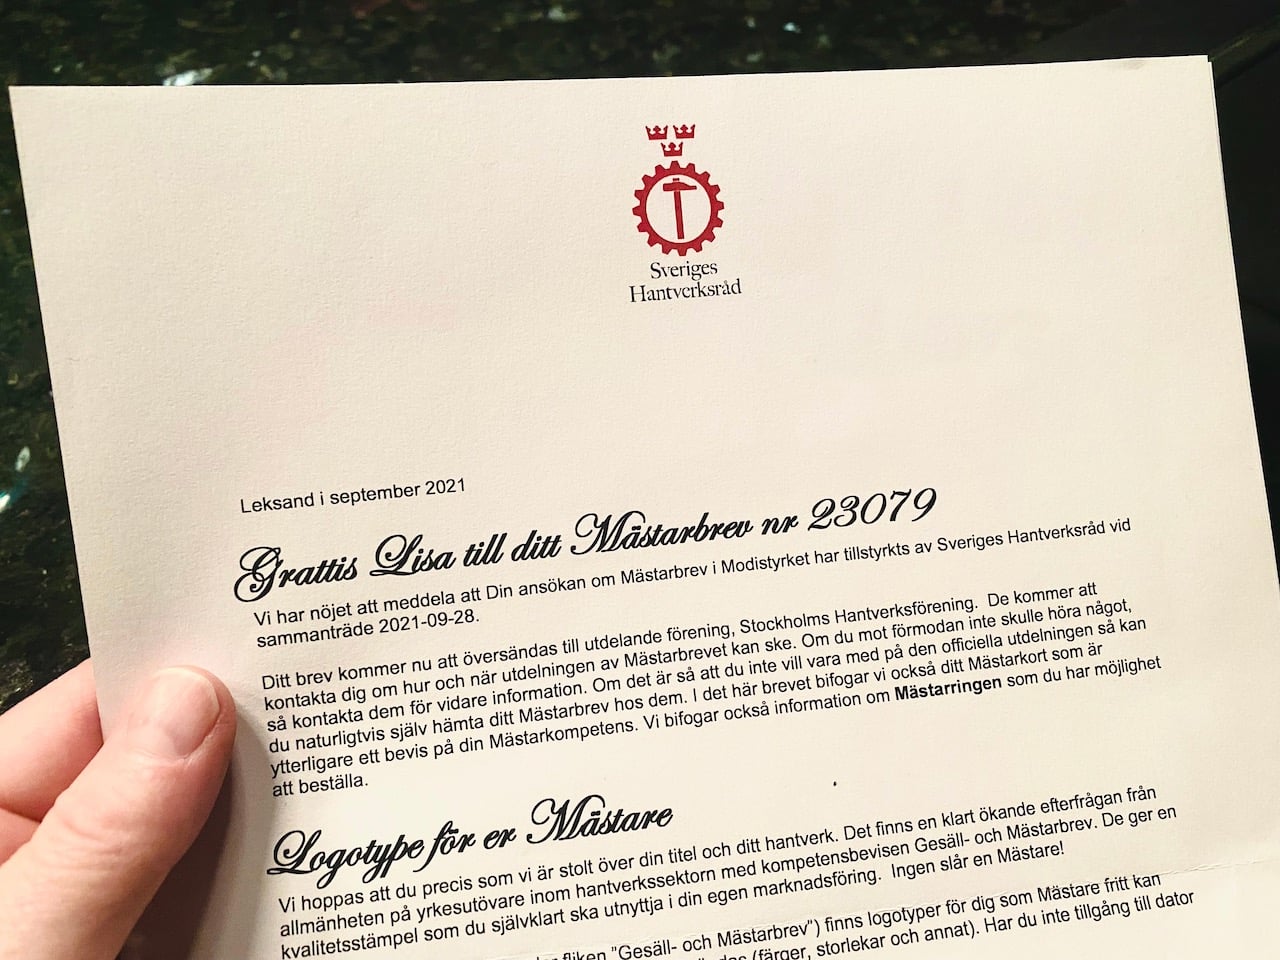 Sveriges
Hantverksråd
Leksand i september 2021
Grattis Lisa till ditt Mästarbrev nr 23079
Vi har nöjet att meddela att Din ansökan om Mästarbrev i Modistyrket har tillstyrkts av Sveriges Hantverksråd vid
sammanträde 2021-09-28.
Ditt brev kommer nu att översändas till utdelande förening, Stockholms Hantverksförening. De kommer att
kontakta dig om hur och när utdelningen av Mästarbrevet kan ske. Om du mot förmodan inte skulle höra något,
så kontakta dem för vidare information. Om det är så att du inte vill vara med på den officiella utdelningen så kan
du naturligtvis själv hämta ditt Mästarbrev hos dem. I det här brevet bifogar vi också ditt Mästarkort som är
ytterligare ett bevis på din Mästarkompetens. Vi bifogar också information om Mästarringen som du har möjlighet
att beställa.
Logotype för er Mästare
Vi hoppas att du precis som vi är stolt över din titel och ditt hantverk. Det finns en klart ökande efterfrågan från
allmänheten på yrkesutövare inom hantverkssektorn med kompetensbevisen Gesäll- och Mästarbrev. De ger en
kvalitetsstämpel som du självklart ska utnyttja i din egen marknadsföring. Ingen slår en Mästare!
fliken "Gesäll- och Mästarbrev") finns logotyper för dig som Mästare fritt kan
(färger, storlekar och annat). Har du inte tillgång till dator